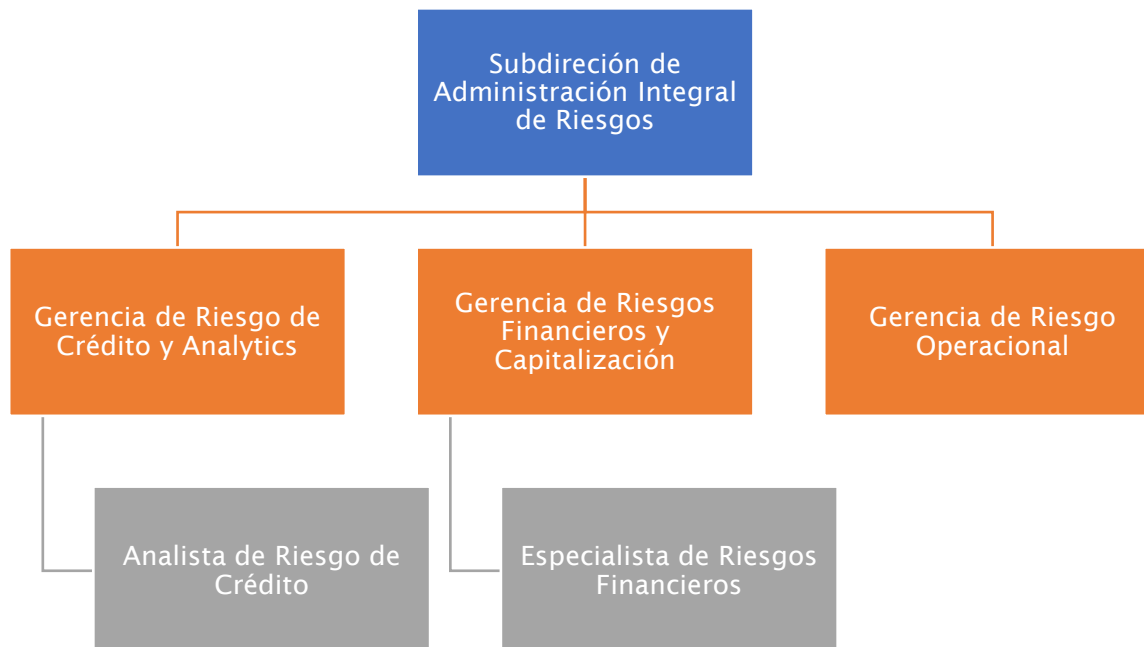 Subdireción de
Administración Integral
de Riesgos
Gerencia de Riesgo de
Crédito y Analytics
Gerencia de Riesgos
Financieros y
Capitalización
Gerencia de Riesgo
Operacional
Analista de Riesgo de
Crédito
Especialista de Riesgos
Financieros